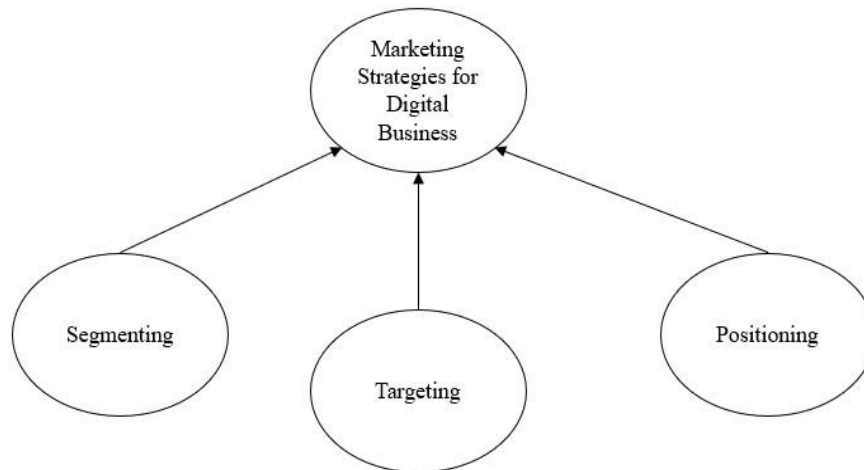 Marketing
Strategies for
Digital
Business
Segmenting
Targeting
Positioning